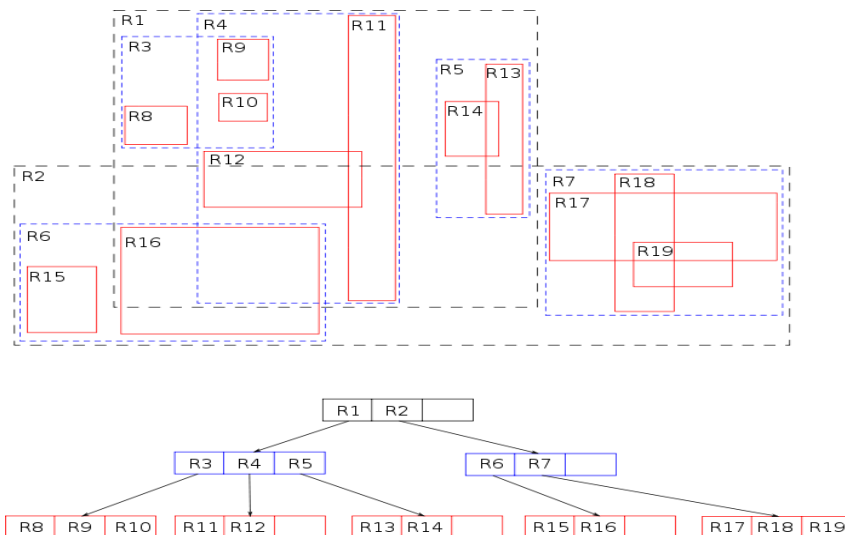 R1
R4
R11
R3
R9
R5
R13
R10
R14
R8
R12
R2
R7
R18
R17
R6
R16
R19
R15
R1 R2
R3 R4 R5
R6 R7
R8 R9 R10
R11 R12
R13 R14
R15 R16
R17 R18 R19